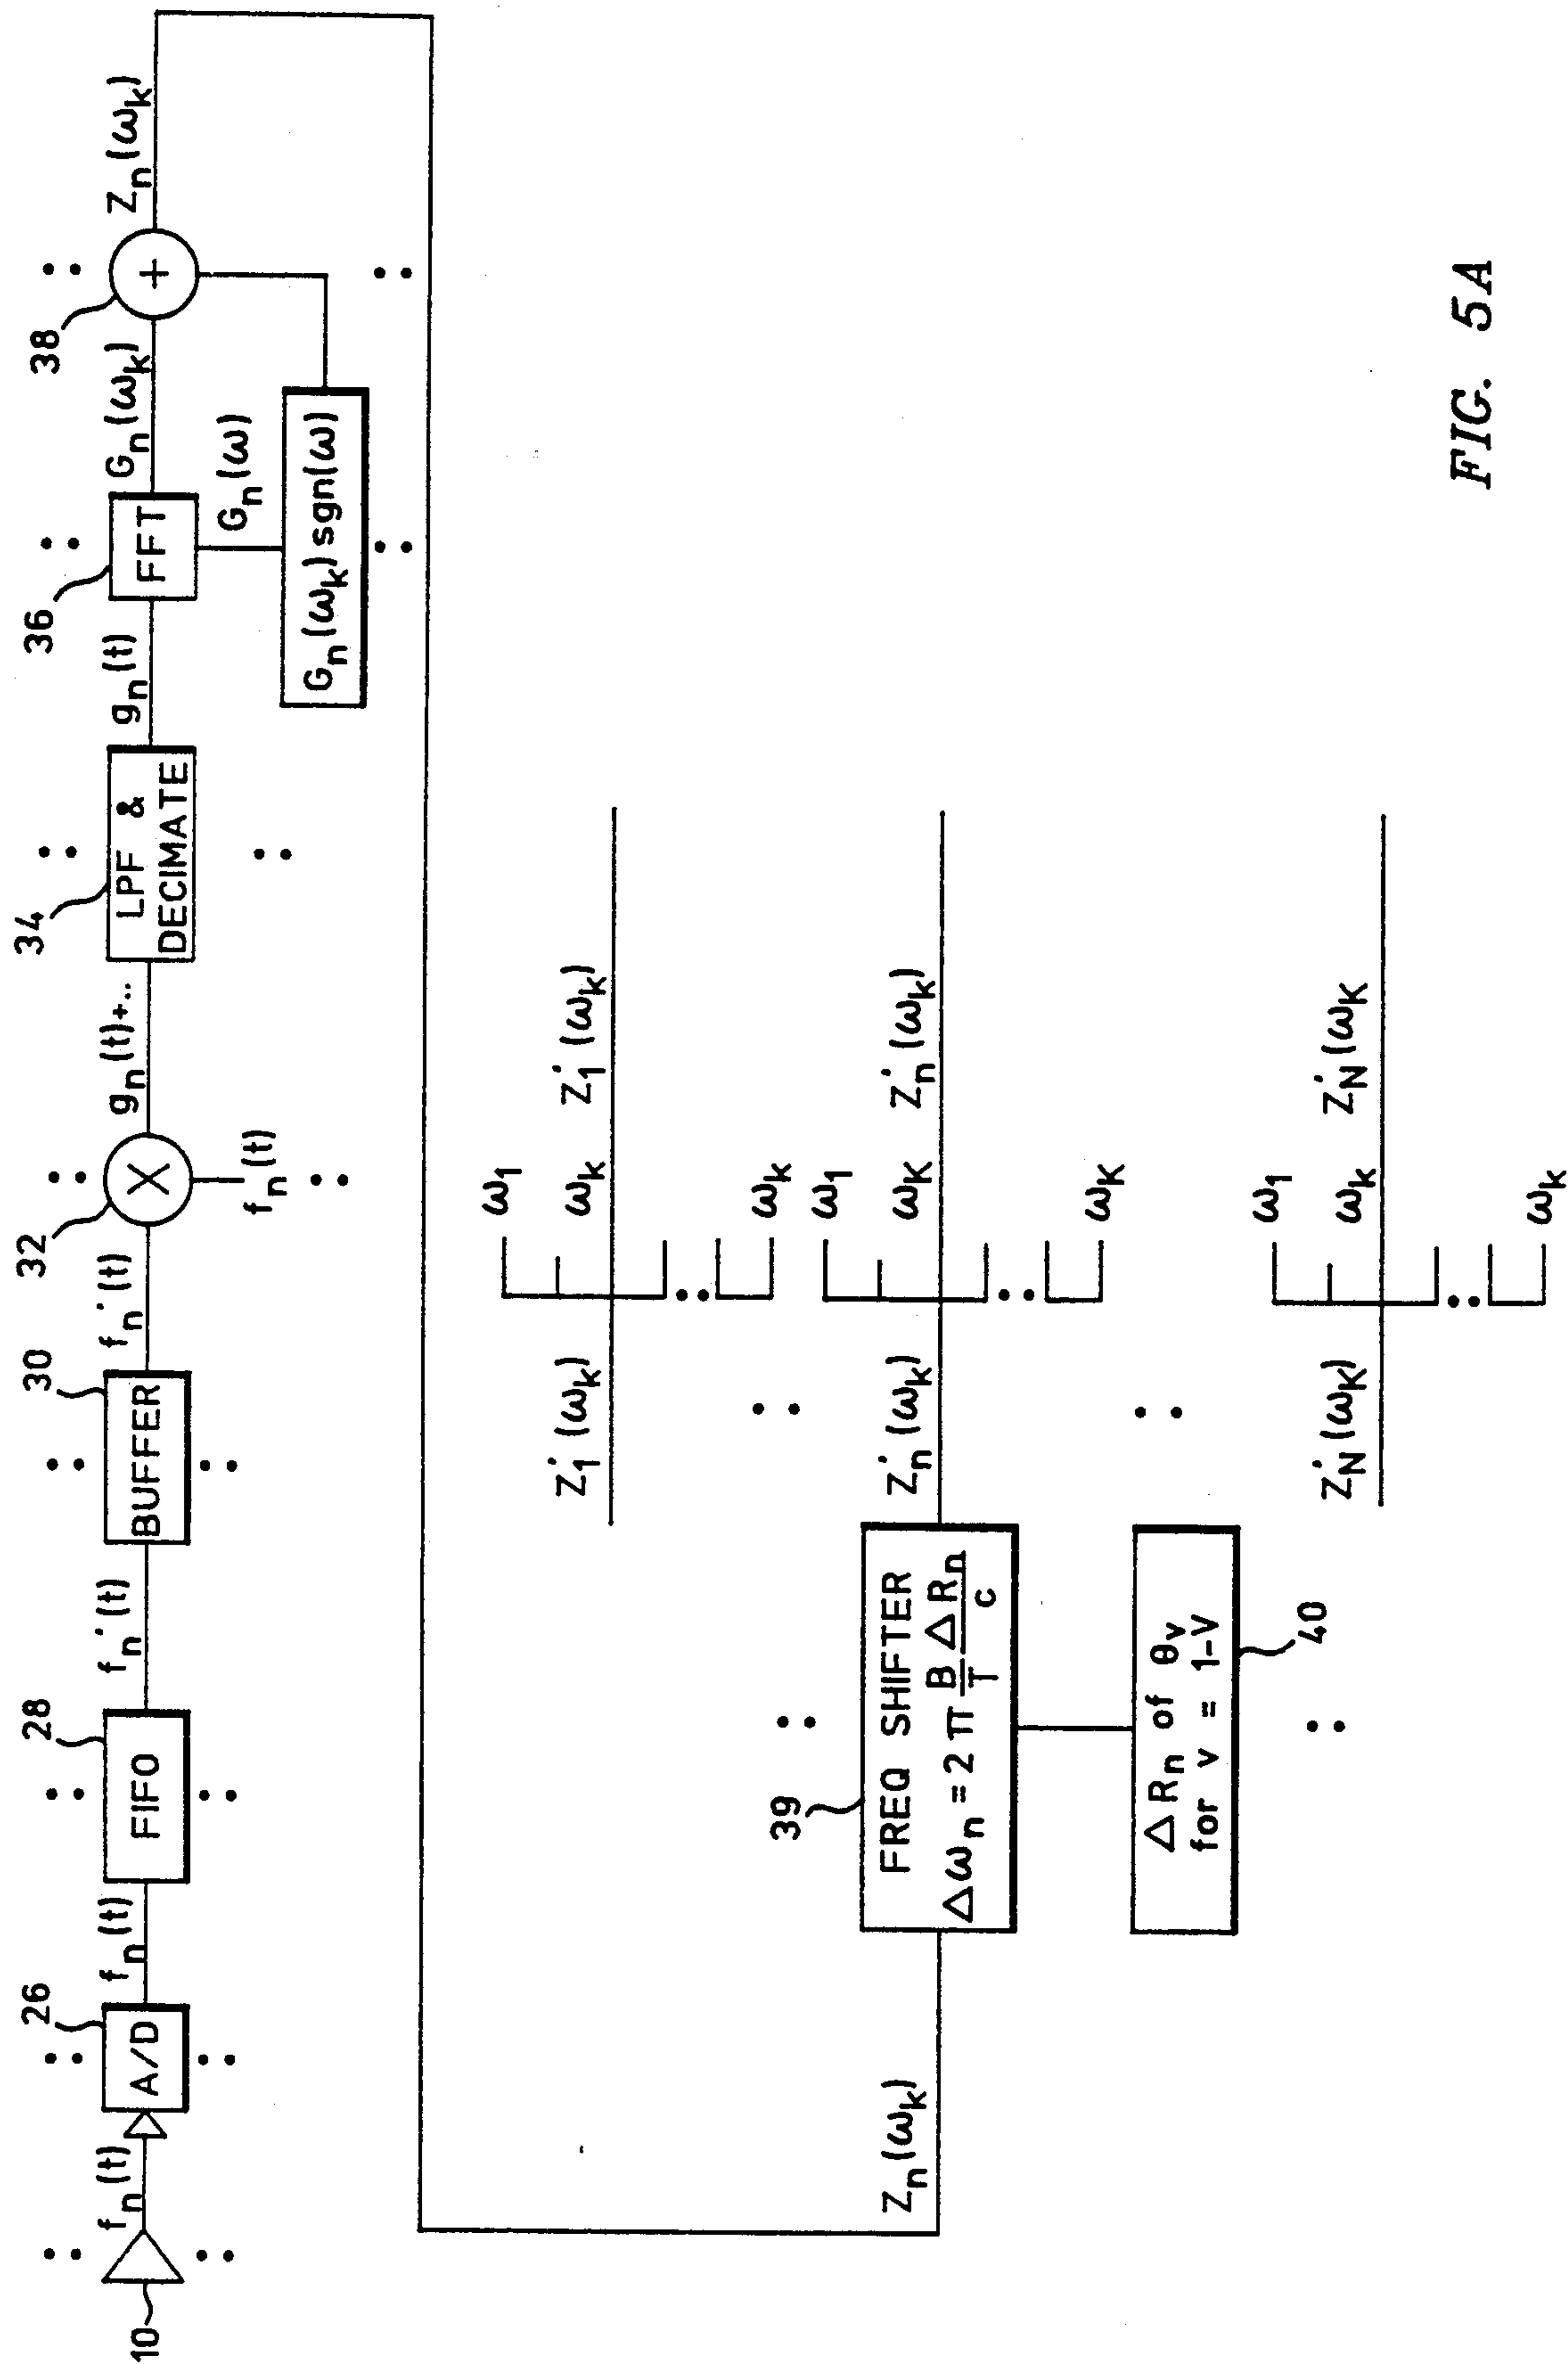 10
f_n(t)
26
A/D
f_n(t)
28
FIFO
f_n'(t)
30
BUFFER
f_n'(t)
32
X
f_n(t)
g_n(t)+..
34
LPF &
DECIMATE
g_n(t)
36
FFT
G_n(ω_k)
38
+
Z_n(ω_k)
G_n(ω)
G_n(ω_k) sgn(ω)
Z_n(ω_k)
39
FREQ SHIFTER
Δω_n = 2 π B/T ΔR_n/c
ΔR_n of θ_v
for v = 1-V
40
Z_1'(ω_k)
ω_1
ω_k
Z_1'(ω_k)
ω_k
Z_n'(ω_k)
ω_1
ω_K
Z_n'(ω_k)
ω_K
Z_N'(ω_K)
ω_1
ω_k
Z_N'(ω_K
ω_k
FIG. 5A